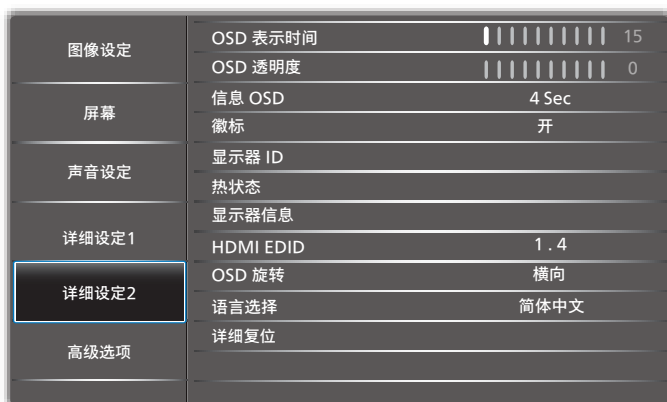 图像设定
屏幕
声音设定
详细设定1
详细设定2
高级选项
OSD 表示时间 15
OSD 透明度 0
信息 OSD 4 Sec
徽标 开
显示器 ID
热状态
显示器信息
HDMI EDID 1 . 4
OSD 旋转 横向
语言选择 简体中文
详细复位